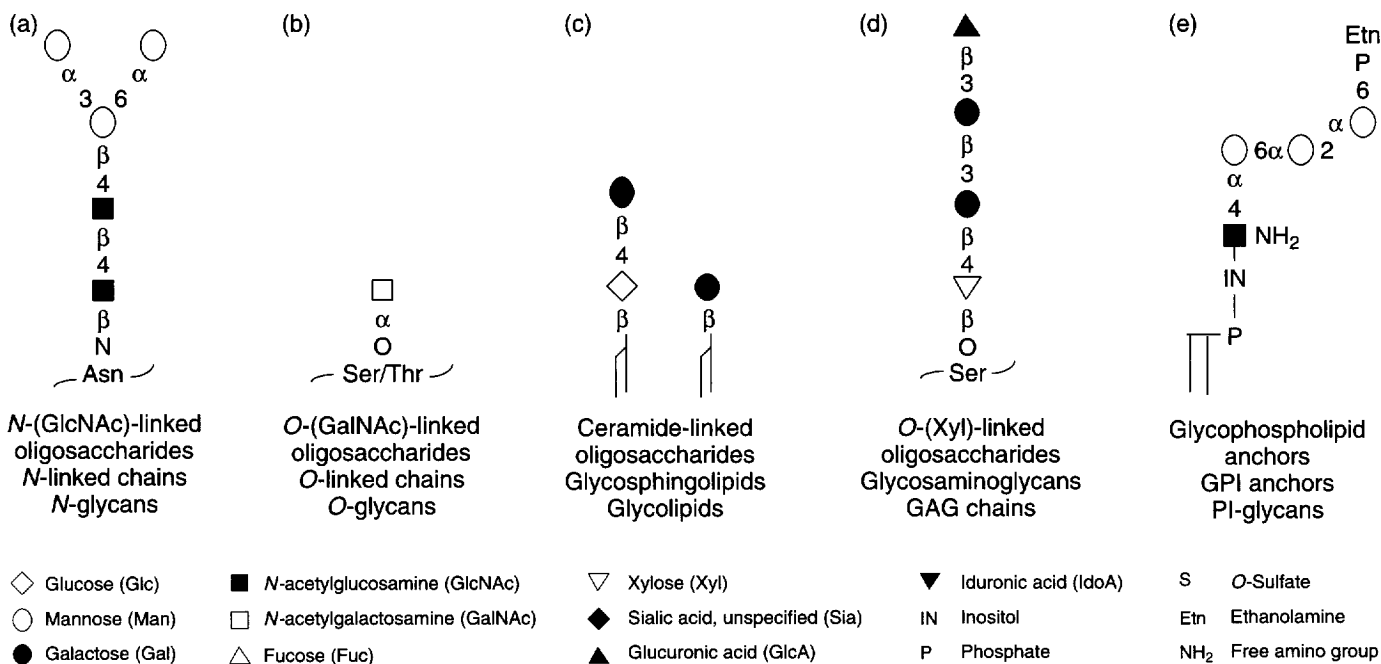 (a)
α
α
3
6
β
4
β
4
β
N
Asn
N-(GlcNAc)-linked
oligosaccharides
N-linked chains
N-glycans
(b)
α
O
Ser/Thr
O-(GalNAc)-linked
oligosaccharides
O-linked chains
O-glycans
(c)
β
4
β
β
Ceramide-linked
oligosaccharides
Glycosphingolipids
Glycolipids
(d)
β
3
β
3
β
4
β
O
Ser
O-(Xyl)-linked
oligosaccharides
Glycosaminoglycans
GAG chains
(e)
Etn
P
6
α
6α
2
α
4
NH₂
IN
P
Glycophospholipid
anchors
GPI anchors
PI-glycans
Glucose (Glc)
Mannose (Man)
Galactose (Gal)
N-acetylglucosamine (GlcNAc)
N-acetylgalactosamine (GalNAc)
Fucose (Fuc)
Xylose (Xyl)
Sialic acid, unspecified (Sia)
Glucuronic acid (GlcA)
Iduronic acid (IdoA)
IN Inositol
P Phosphate
S O-Sulfate
Etn Ethanolamine
NH₂ Free amino group